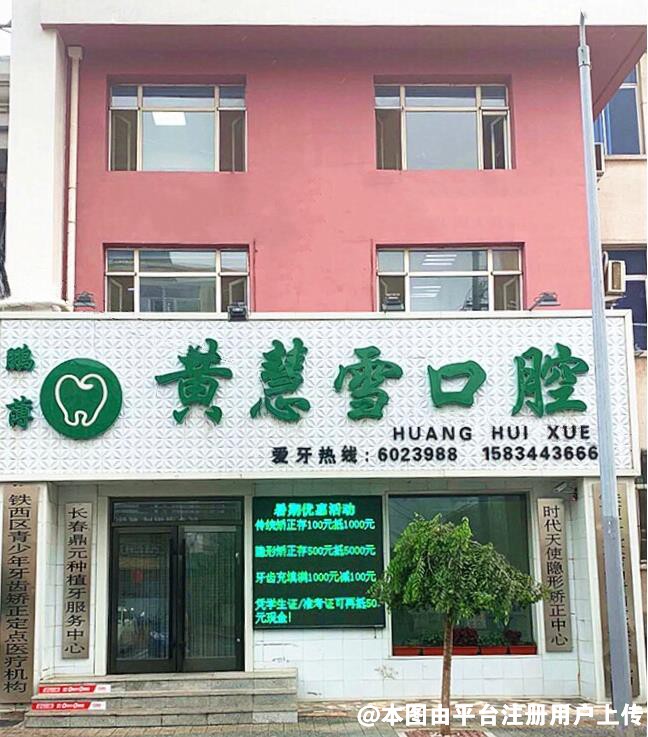 鹏
薄
黄慧雪口腔
HUANG HUI XUE
爱牙热线：6023988 1583444366
铁西区青少年牙齿矫正定点医疗机构
长春鼎元种植牙服务中心
暑期优惠活动
传统矫正存100元抵1000元
隐形矫正存500元抵5000元
牙齿充填满1000元减100元
凭学生证/准考证可再抵50
元现金！
时代天使隐形矫正中心
@本图由平台注册用户上传